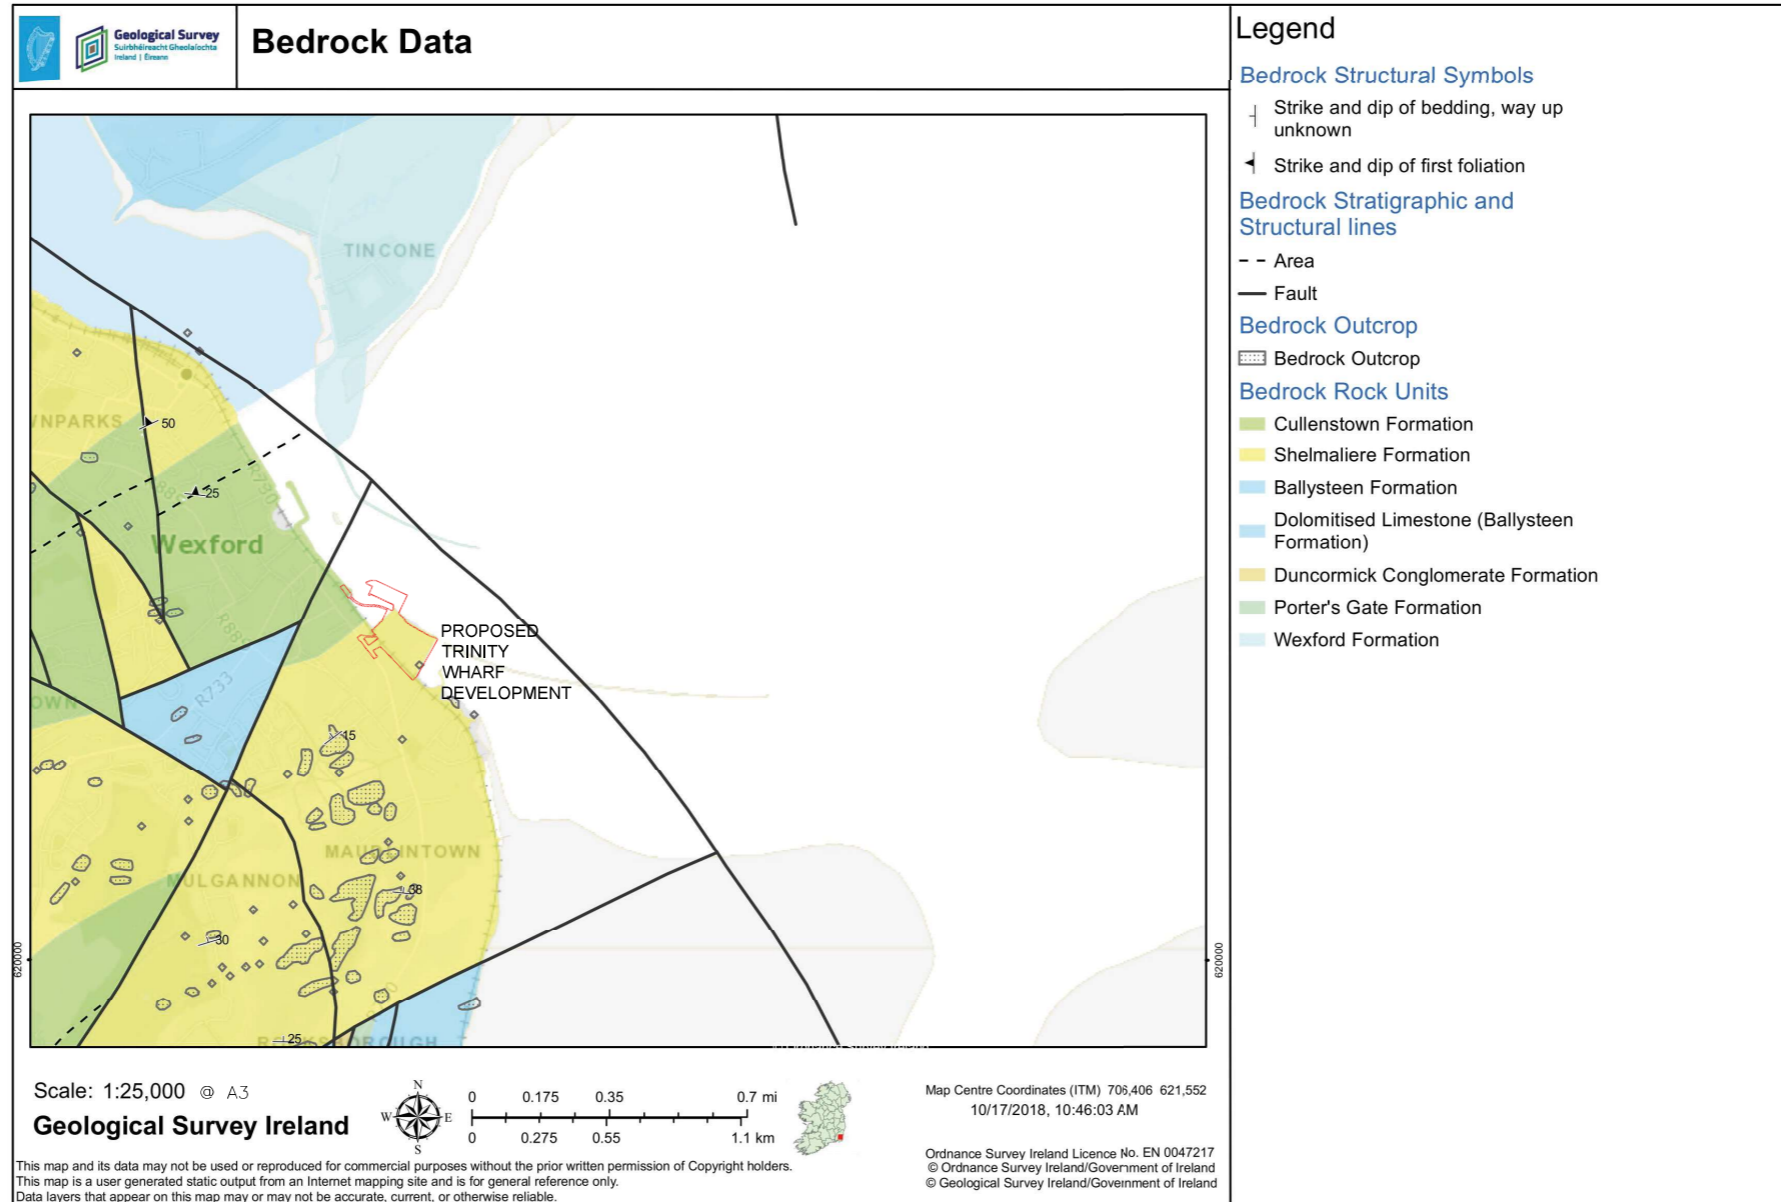 Geological Survey
Suirbhéireacht Gheolaíochta
Ireland | Éireann
Bedrock Data
TINCONE
WNPARKS
50
R730
25
Wexford
R889
PROPOSED
TRINITY
WHARF
DEVELOPMENT
R733
OWN
15
MAUDLINTOWN
MULGANNON
38
30
25
ROCKSBOROUGH
620000
620000
Legend
Bedrock Structural Symbols
Strike and dip of bedding, way up
unknown
Strike and dip of first foliation
Bedrock Stratigraphic and
Structural lines
Area
Fault
Bedrock Outcrop
Bedrock Outcrop
Bedrock Rock Units
Cullenstown Formation
Shelmaliere Formation
Ballysteen Formation
Dolomitised Limestone (Ballysteen
Formation)
Duncormick Conglomerate Formation
Porter's Gate Formation
Wexford Formation
Scale: 1:25,000 @ A3
Geological Survey Ireland
N
W E
S
0 0.175 0.35 0.7 mi
0 0.275 0.55 1.1 km
Map Centre Coordinates (ITM) 706,406 621,552
10/17/2018, 10:46:03 AM
Ordnance Survey Ireland Licence No. EN 0047217
© Ordnance Survey Ireland/Government of Ireland
© Geological Survey Ireland/Government of Ireland
This map and its data may not be used or reproduced for commercial purposes without the prior written permission of Copyright holders.
This map is a user generated static output from an Internet mapping site and is for general reference only.
Data layers that appear on this map may or may not be accurate, current, or otherwise reliable.